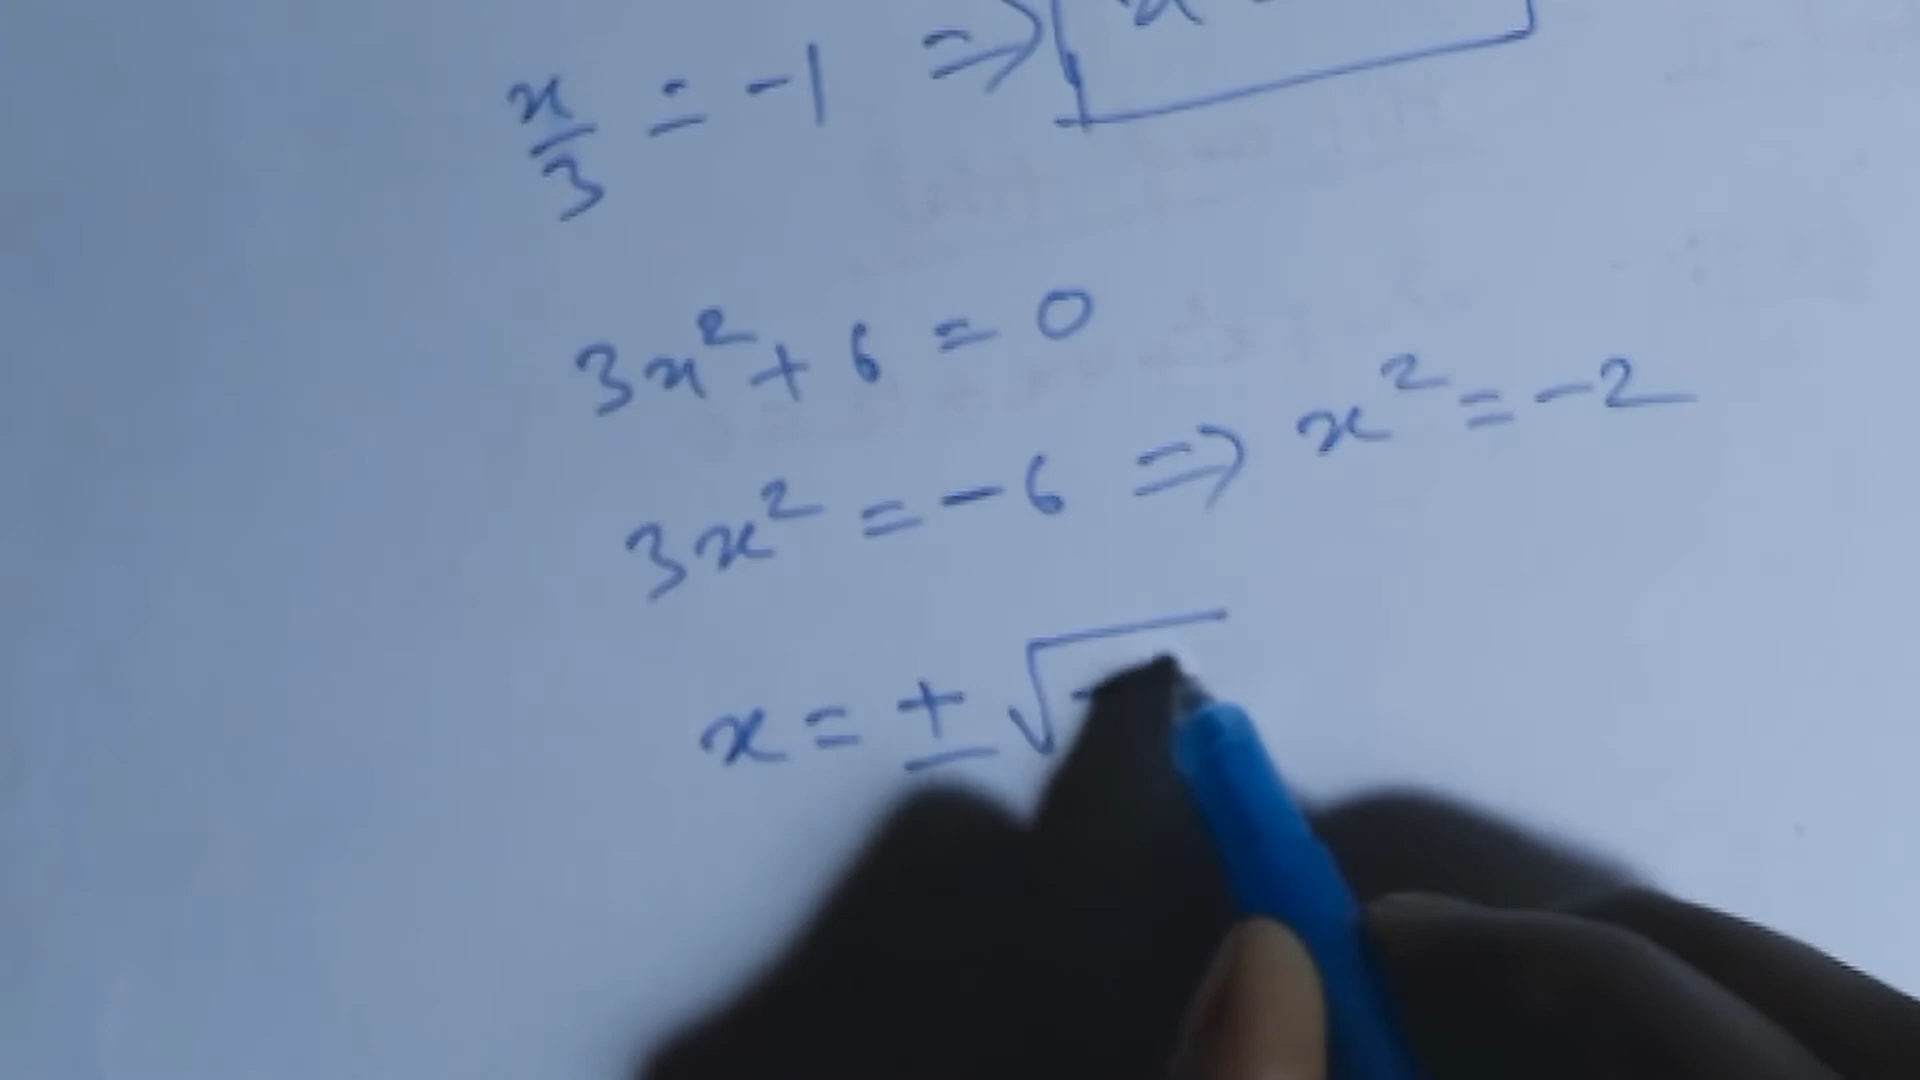 x/3 = -1 ⇒ x
3x² + 6 = 0
3x² = -6 ⇒ x² = -2
x = ± √-